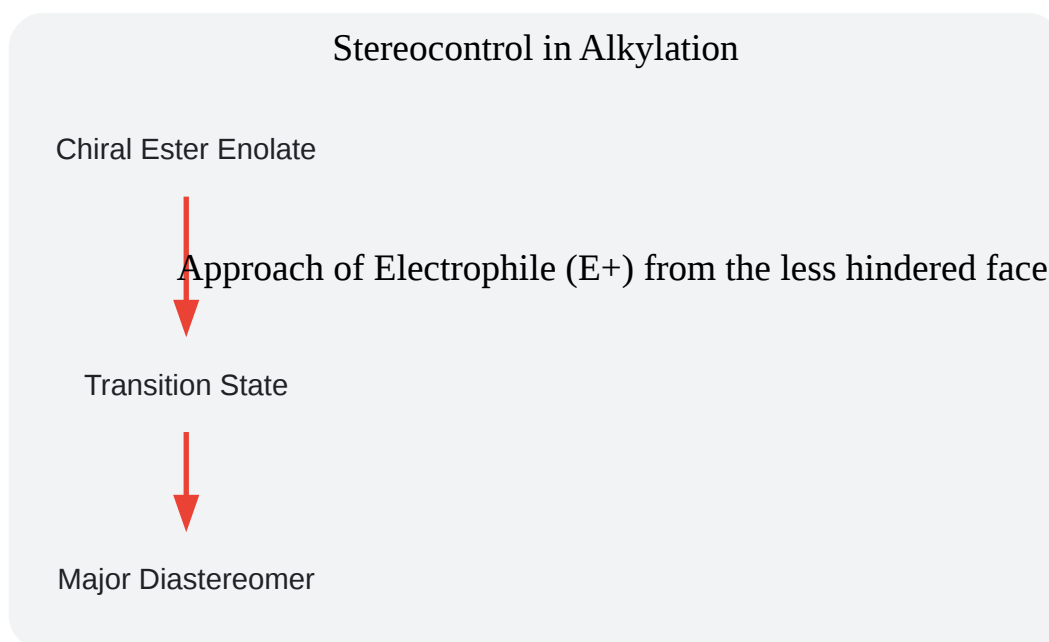 Stereocontrol in Alkylation
Chiral Ester Enolate
Approach of Electrophile (E+) from the less hindered face
Transition State
Major Diastereomer